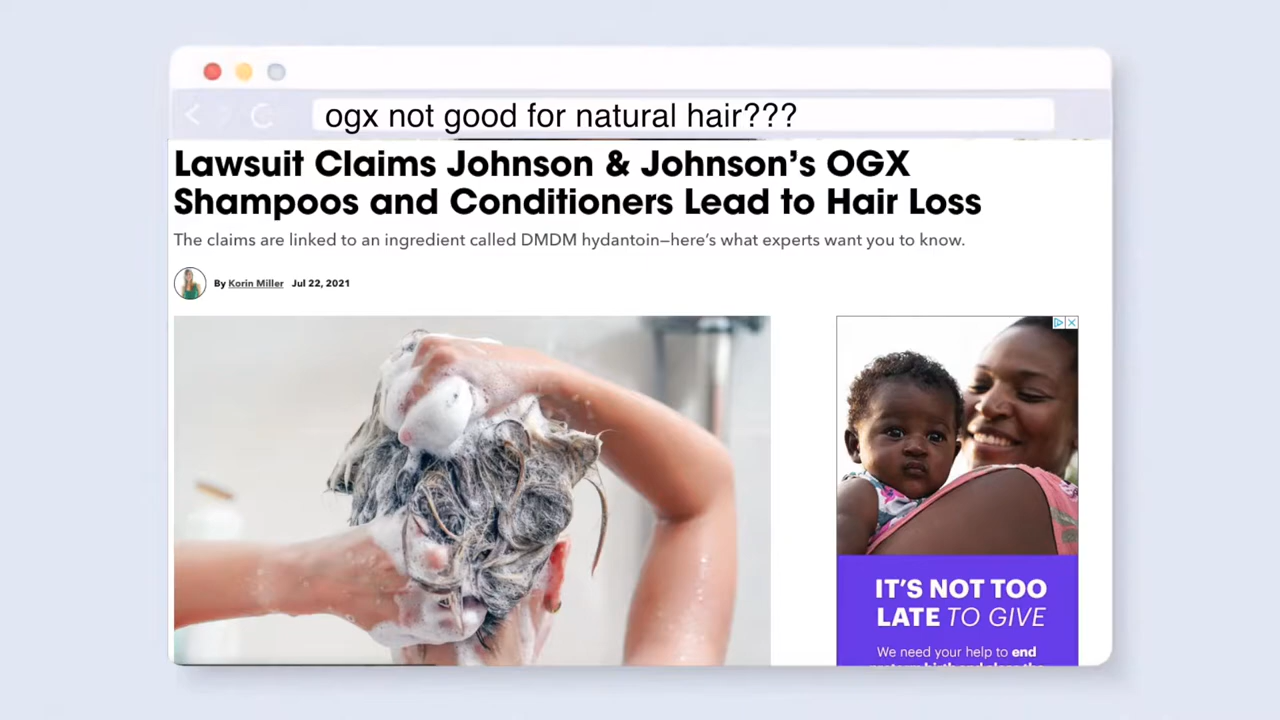 ogx not good for natural hair???
Lawsuit Claims Johnson & Johnson’s OGX
Shampoos and Conditioners Lead to Hair Loss
The claims are linked to an ingredient called DMDM hydantoin—here’s what experts want you to know.
By Korin Miller Jul 22, 2021
IT’S NOT TOO
LATE TO GIVE
We need your help to end